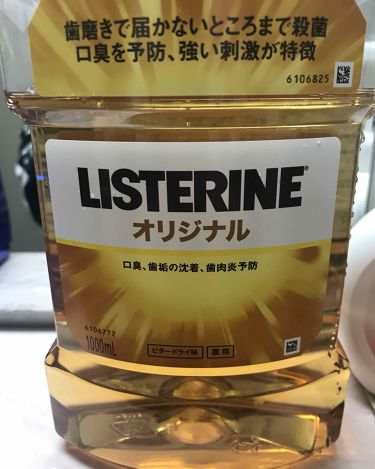 歯磨きで届かないところまで殺菌
口臭を予防、強い刺激が特徴
6106825
LISTERINE®
オリジナル
口臭、歯垢の沈着、歯肉炎予防
6106772
1000mL
ビタードライ味 薬用